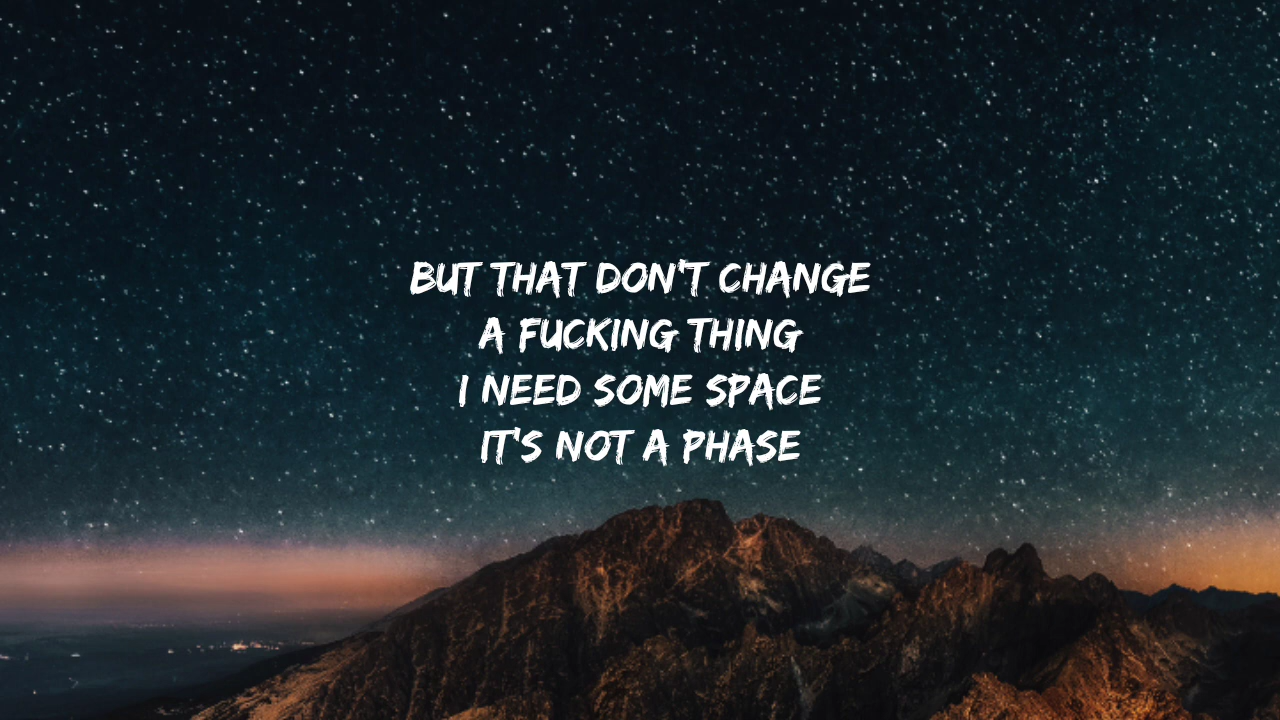 BUT THAT DON'T CHANGE
A FUCKING THING
I NEED SOME SPACE
IT'S NOT A PHASE